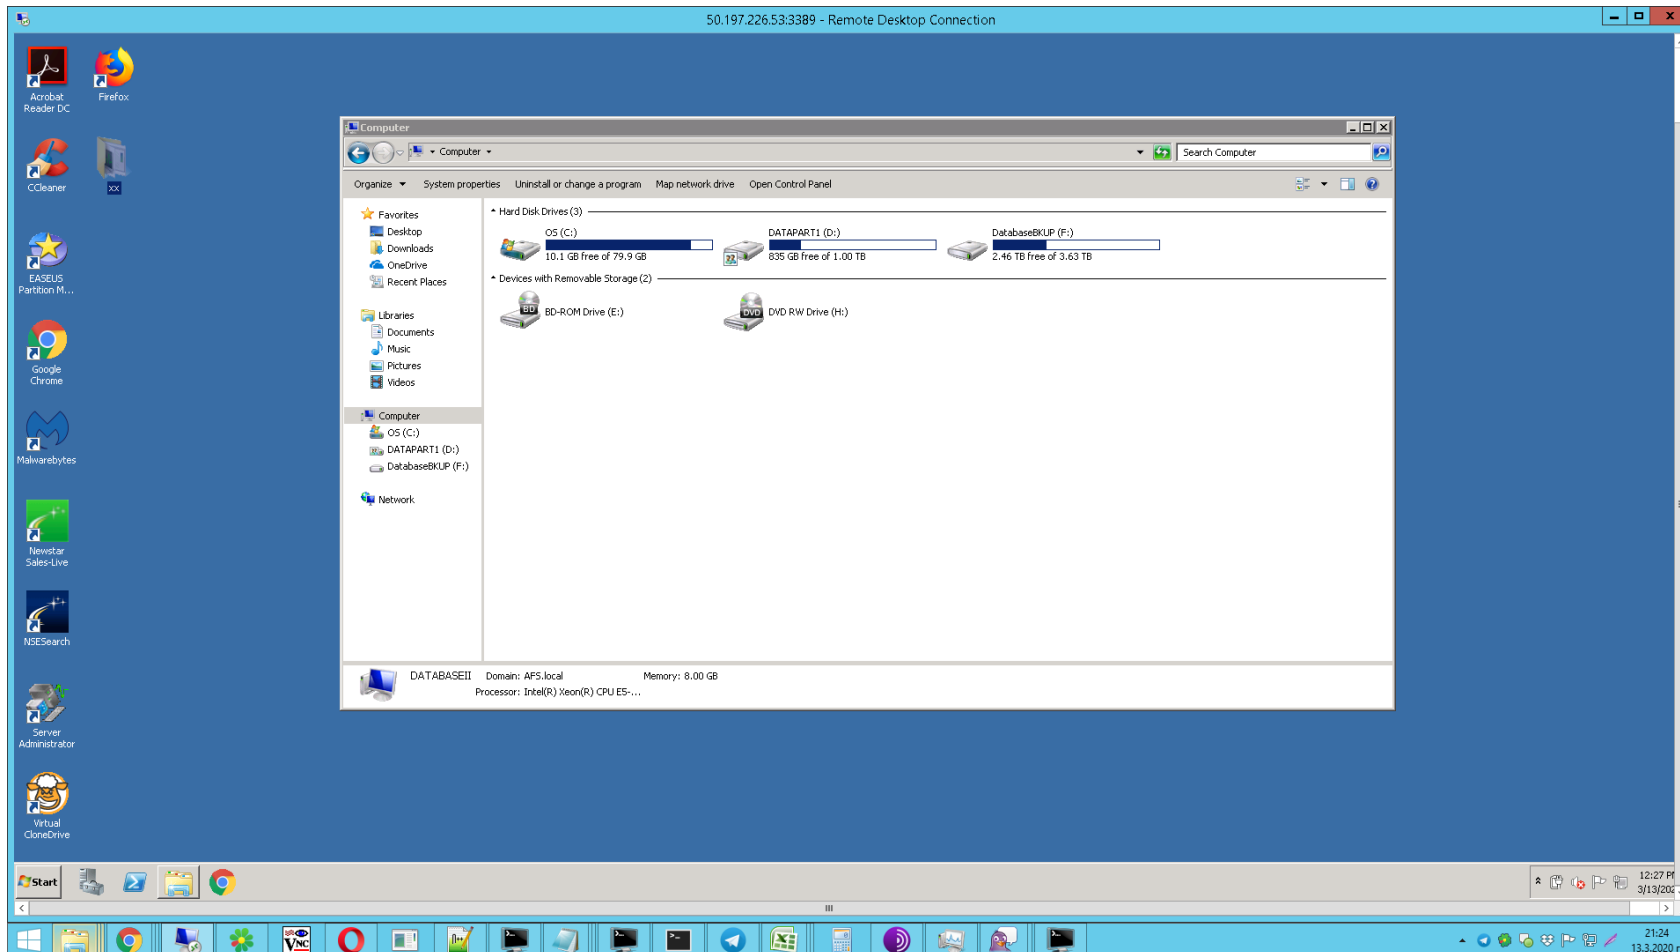 50.197.226.53:3389 - Remote Desktop Connection
Acrobat
Reader DC
Firefox
CCleaner
xx
EASEUS
Partition M...
Google
Chrome
Malwarebytes
Newstar
Sales-Live
NSESearch
Server
Administrator
Virtual
CloneDrive
Computer
Computer
Search Computer
Organize
System properties
Uninstall or change a program
Map network drive
Open Control Panel
Favorites
Desktop
Downloads
OneDrive
Recent Places
Libraries
Documents
Music
Pictures
Videos
Computer
OS (C:)
DATAPART1 (D:)
DatabaseBKUP (F:)
Network
Hard Disk Drives (3)
OS (C:)
10.1 GB free of 79.9 GB
DATAPART1 (D:)
835 GB free of 1.00 TB
DatabaseBKUP (F:)
2.46 TB free of 3.63 TB
Devices with Removable Storage (2)
BD
BD-ROM Drive (E:)
DVD
DVD RW Drive (H:)
DATABASEII Domain: AFS.local Memory: 8.00 GB
Processor: Intel(R) Xeon(R) CPU E5-...
Start
12:27 P
3/13/202
VNC
21:24
13.3.2020